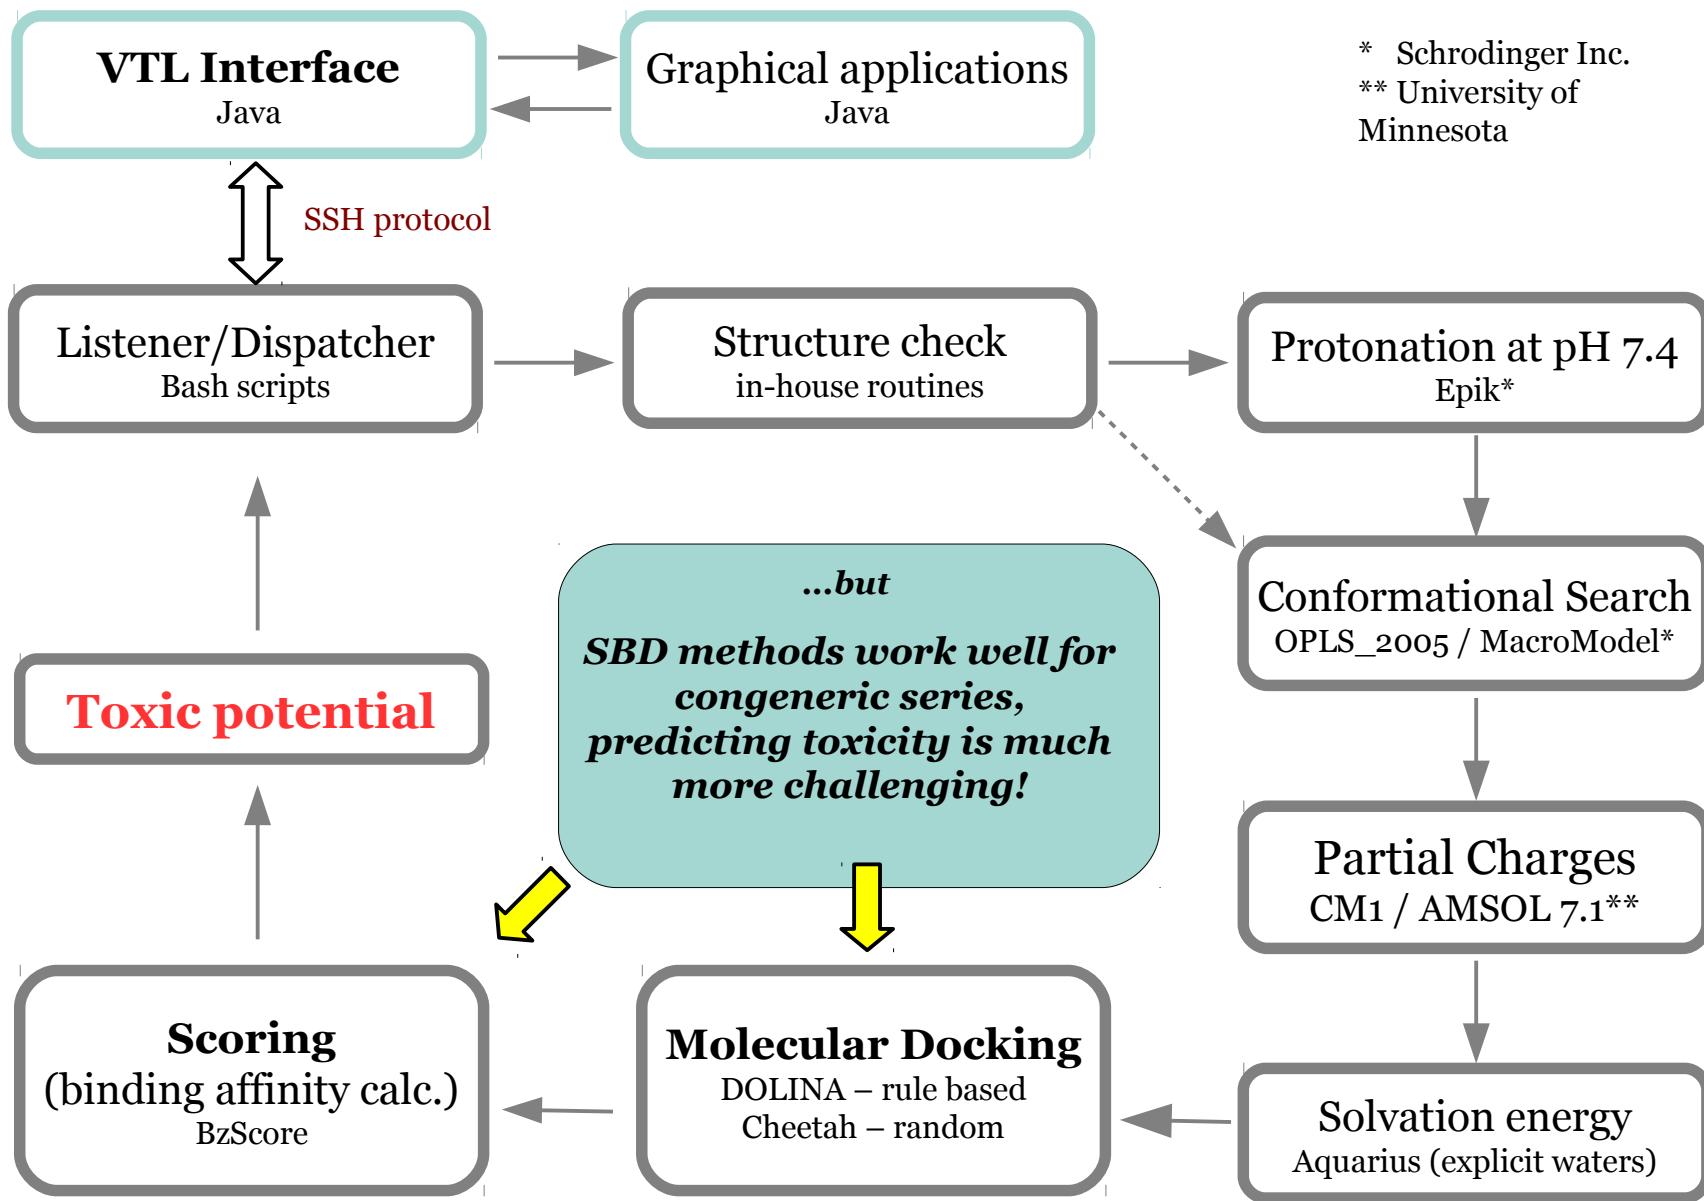 VTL Interface
Java
Graphical applications
Java
* Schrodinger Inc.
** University of
Minnesota
SSH protocol
Listener/Dispatcher
Bash scripts
Structure check
in-house routines
Protonation at pH 7.4
Epik*
...but
SBD methods work well for
congeneric series,
predicting toxicity is much
more challenging!
Conformational Search
OPLS_2005 / MacroModel*
Toxic potential
Partial Charges
CM1 / AMSOL 7.1**
Scoring
(binding affinity calc.)
BzScore
Molecular Docking
DOLINA – rule based
Cheetah – random
Solvation energy
Aquarius (explicit waters)